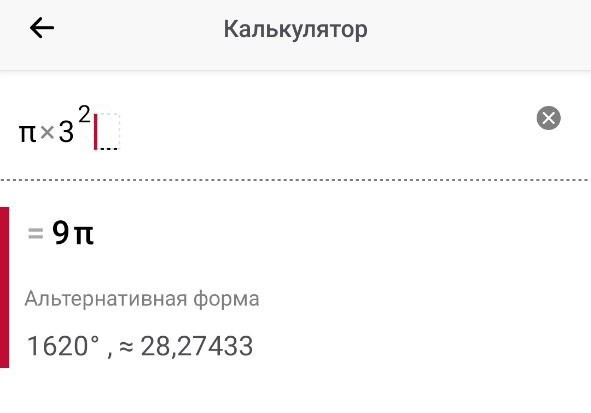 Калькулятор
π×3²
= 9π
Альтернативная форма
1620° , ≈ 28,27433